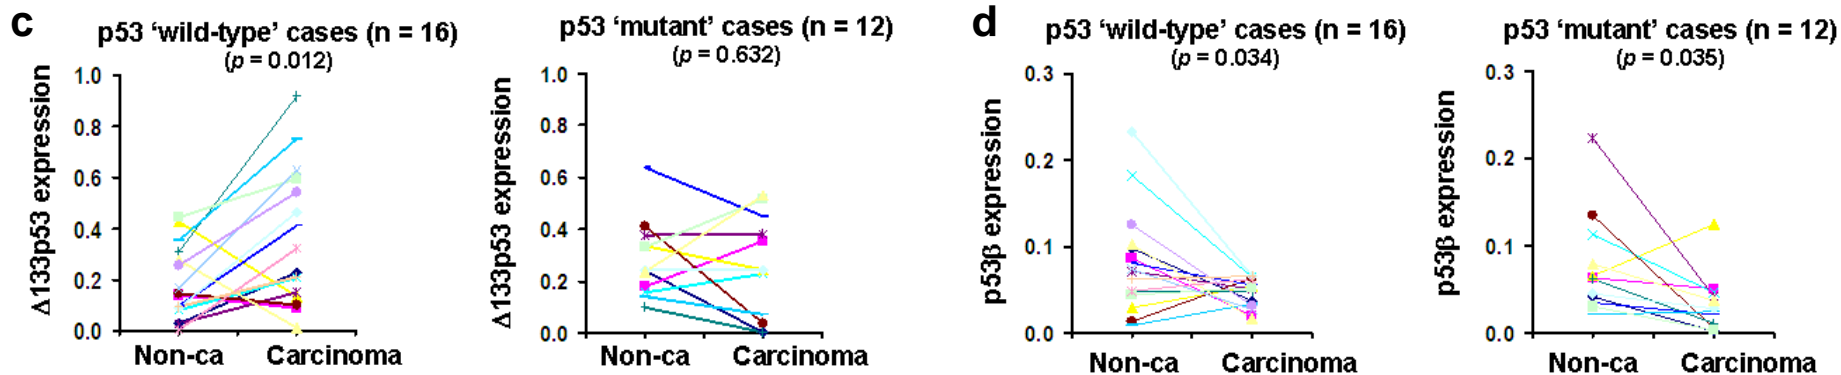 c
p53 ‘wild-type’ cases (n = 16)
(p = 0.012)
Δ133p53 expression
1.0
0.8
0.6
0.4
0.2
0.0
Non-ca Carcinoma
p53 ‘mutant’ cases (n = 12)
(p = 0.632)
Δ133p53 expression
1.0
0.8
0.6
0.4
0.2
0.0
Non-ca Carcinoma
d
p53 ‘wild-type’ cases (n = 16)
(p = 0.034)
p53β expression
0.3
0.2
0.1
0.0
Non-ca Carcinoma
p53 ‘mutant’ cases (n = 12)
(p = 0.035)
p53β expression
0.3
0.2
0.1
0.0
Non-ca Carcinoma